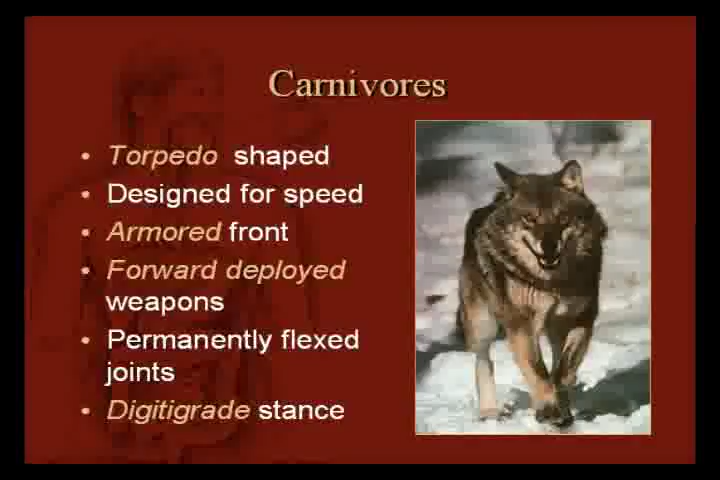 Carnivores
• Torpedo shaped
• Designed for speed
• Armored front
• Forward deployed
weapons
• Permanently flexed
joints
• Digitigrade stance